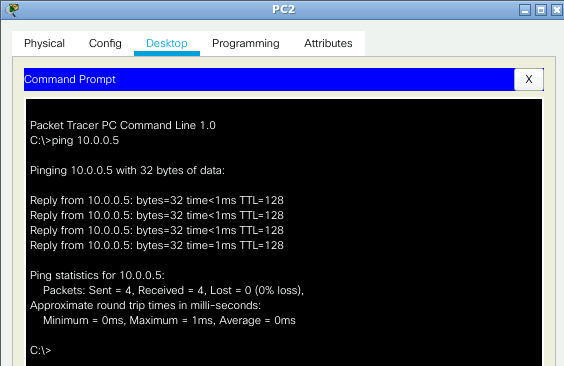 PC2
Physical Config Desktop Programming Attributes
Command Prompt X
Packet Tracer PC Command Line 1.0
C:\>ping 10.0.0.5
Pinging 10.0.0.5 with 32 bytes of data:
Reply from 10.0.0.5: bytes=32 time<1ms TTL=128
Reply from 10.0.0.5: bytes=32 time<1ms TTL=128
Reply from 10.0.0.5: bytes=32 time<1ms TTL=128
Reply from 10.0.0.5: bytes=32 time=1ms TTL=128
Ping statistics for 10.0.0.5:
Packets: Sent = 4, Received = 4, Lost = 0 (0% loss),
Approximate round trip times in milli-seconds:
Minimum = 0ms, Maximum = 1ms, Average = 0ms
C:\>